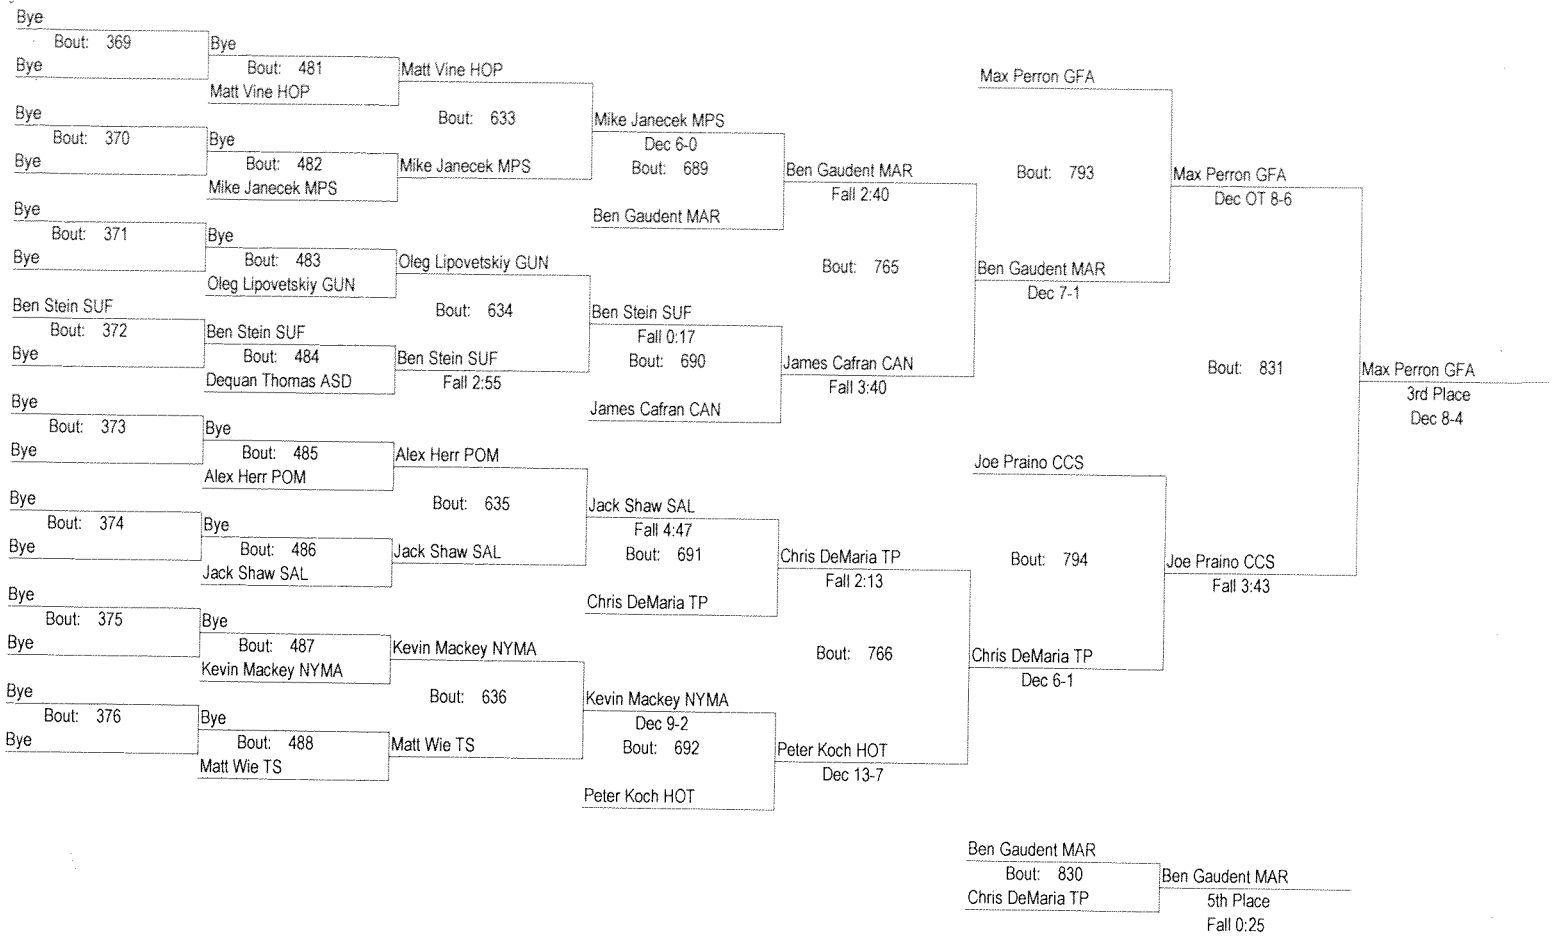 Bye
Bout: 369
Bye
Bye
Bout: 370
Bye
Bye
Bout: 371
Bye
Ben Stein SUF
Bout: 372
Bye
Bye
Bout: 373
Bye
Bye
Bout: 374
Bye
Bye
Bout: 375
Bye
Bye
Bout: 376
Bye
Bye
Bout: 481
Matt Vine HOP
Bye
Bout: 482
Mike Janecek MPS
Bye
Bout: 483
Oleg Lipovetskiy GUN
Ben Stein SUF
Bout: 484
Dequan Thomas ASD
Bye
Bout: 485
Alex Herr POM
Bye
Bout: 486
Jack Shaw SAL
Bye
Bout: 487
Kevin Mackey NYMA
Bye
Bout: 488
Matt Wie TS
Matt Vine HOP
Bout: 633
Mike Janecek MPS
Oleg Lipovetskiy GUN
Bout: 634
Ben Stein SUF
Fall 2:55
Alex Herr POM
Bout: 635
Jack Shaw SAL
Kevin Mackey NYMA
Bout: 636
Matt Wie TS
Mike Janecek MPS
Dec 6-0
Bout: 689
Ben Gaudent MAR
Ben Stein SUF
Fall 0:17
Bout: 690
James Cafran CAN
Jack Shaw SAL
Fall 4:47
Bout: 691
Chris DeMaria TP
Kevin Mackey NYMA
Dec 9-2
Bout: 692
Peter Koch HOT
Ben Gaudent MAR
Fall 2:40
Bout: 765
James Cafran CAN
Fall 3:40
Chris DeMaria TP
Fall 2:13
Bout: 766
Peter Koch HOT
Dec 13-7
Max Perron GFA
Bout: 793
Ben Gaudent MAR
Dec 7-1
Joe Praino CCS
Bout: 794
Chris DeMaria TP
Dec 6-1
Max Perron GFA
Dec OT 8-6
Bout: 831
Joe Praino CCS
Fall 3:43
Max Perron GFA
3rd Place
Dec 8-4
Ben Gaudent MAR
Bout: 830
Chris DeMaria TP
Ben Gaudent MAR
5th Place
Fall 0:25